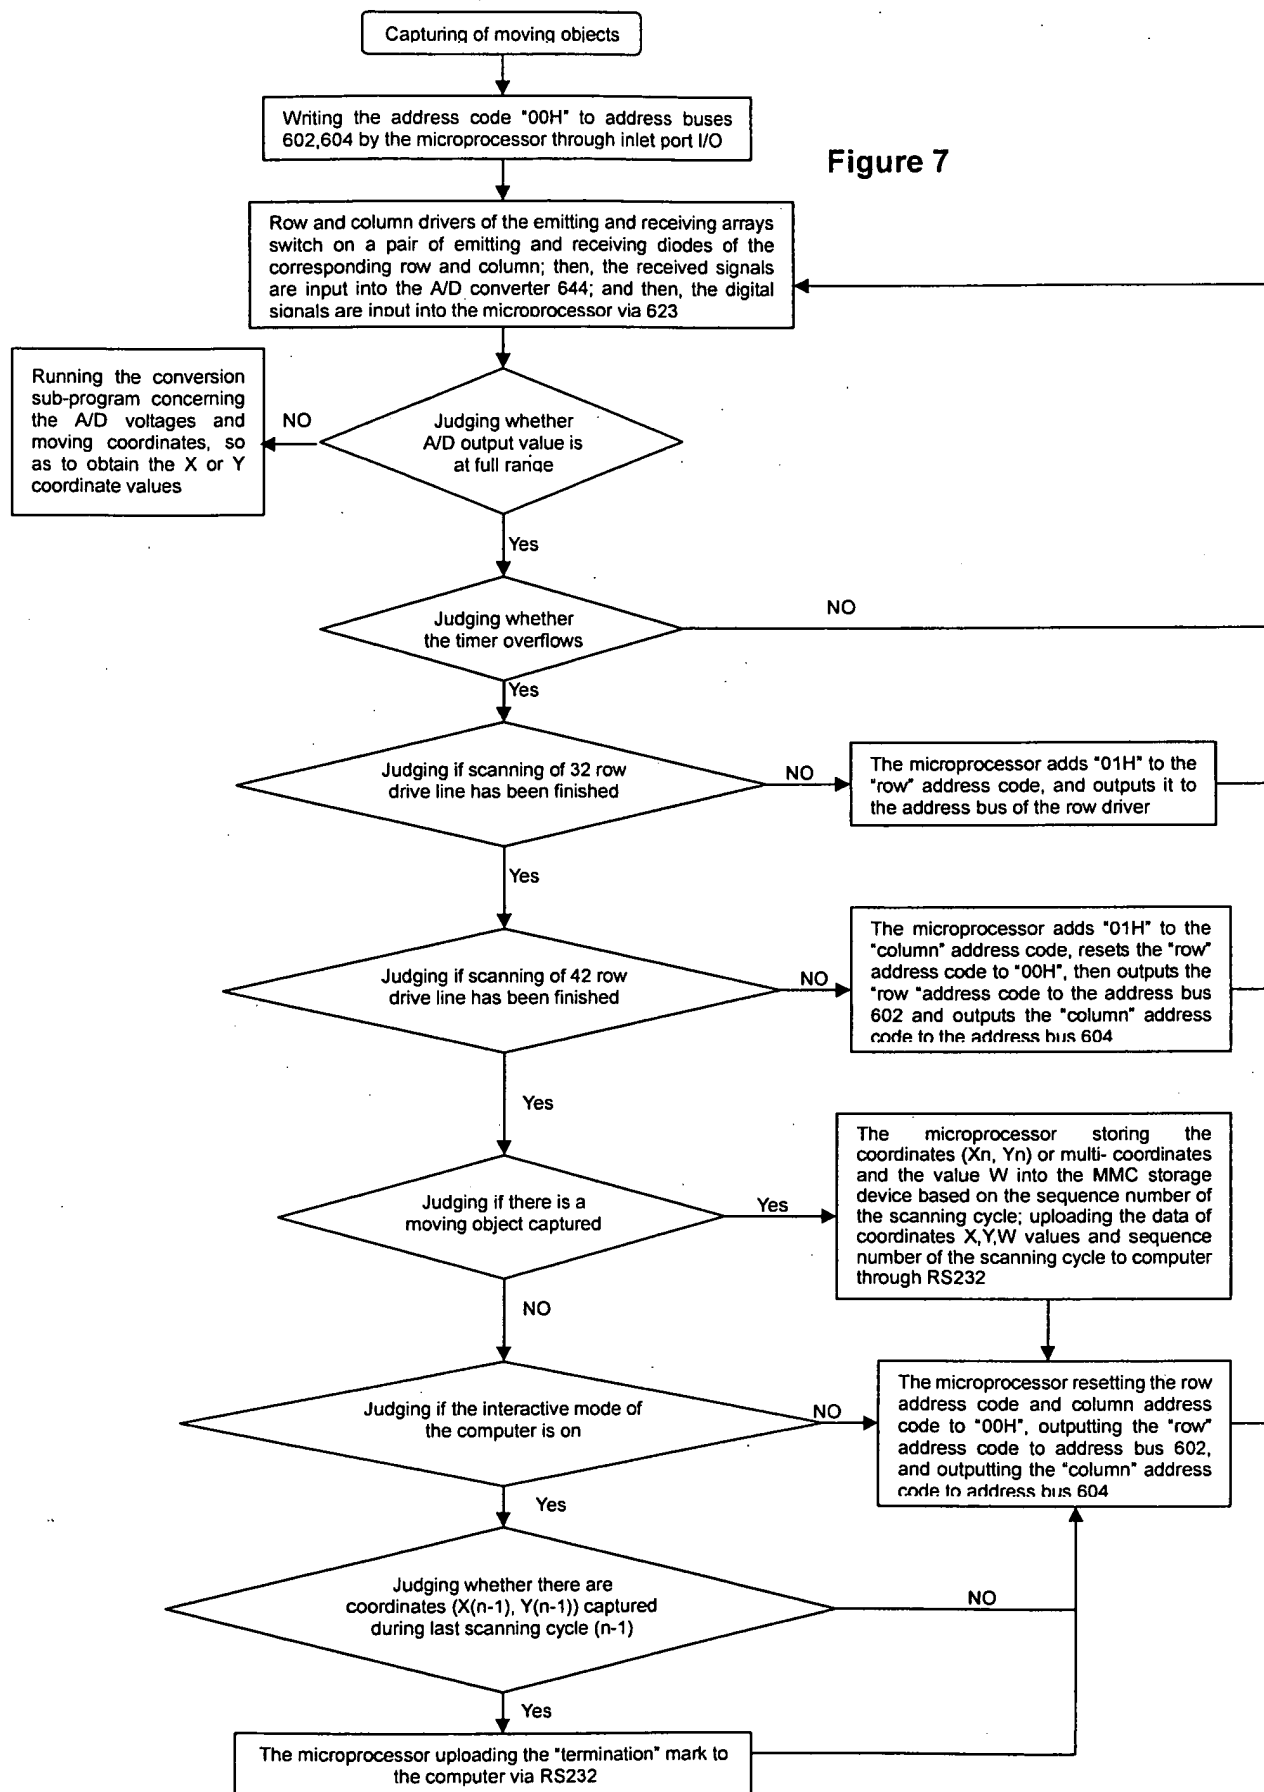 Capturing of moving objects
Writing the address code "00H" to address buses
602,604 by the microprocessor through inlet port I/O
Figure 7
Row and column drivers of the emitting and receiving arrays
switch on a pair of emitting and receiving diodes of the
corresponding row and column; then, the received signals
are input into the A/D converter 644; and then, the digital
signals are input into the microprocessor via 623
Running the conversion
sub-program concerning
the A/D voltages and
moving coordinates, so
as to obtain the X or Y
coordinate values
NO
Judging whether
A/D output value is
at full range
Yes
Judging whether
the timer overflows
NO
Yes
Judging if scanning of 32 row
drive line has been finished
NO
The microprocessor adds "01H" to the
"row" address code, and outputs it to
the address bus of the row driver
Yes
Judging if scanning of 42 row
drive line has been finished
NO
The microprocessor adds "01H" to the
"column" address code, resets the "row"
address code to "00H", then outputs the
"row "address code to the address bus
602 and outputs the "column" address
code to the address bus 604
Yes
Judging if there is a
moving object captured
Yes
The microprocessor storing the
coordinates (Xn, Yn) or multi- coordinates
and the value W into the MMC storage
device based on the sequence number of
the scanning cycle; uploading the data of
coordinates X,Y,W values and sequence
number of the scanning cycle to computer
through RS232
NO
Judging if the interactive mode of
the computer is on
NO
The microprocessor resetting the row
address code and column address
code to "00H", outputting the "row"
address code to address bus 602,
and outputting the "column" address
code to address bus 604
Yes
Judging whether there are
coordinates (X(n-1), Y(n-1)) captured
during last scanning cycle (n-1)
NO
Yes
The microprocessor uploading the "termination" mark to
the computer via RS232